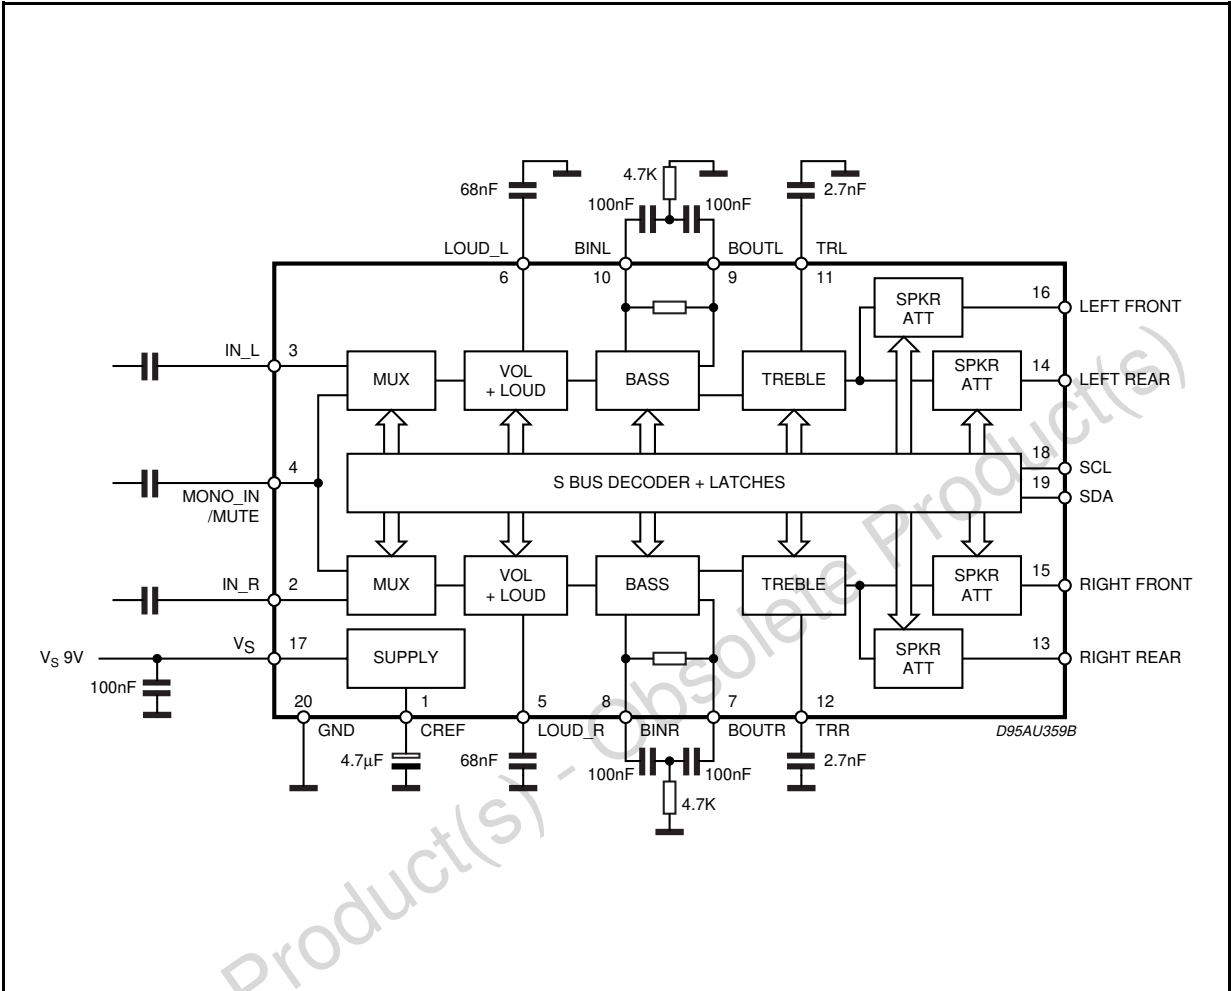 4.7K
68nF
2.7nF
100nF 100nF
LOUD_L BINL BOUTL TRL
6 10 9 11
16
SPKR
ATT
LEFT FRONT
IN_L 3
MUX
VOL
+ LOUD
BASS
TREBLE
SPKR
ATT
14
LEFT REAR
4
MONO_IN
/MUTE
S BUS DECODER + LATCHES
18
SCL
19
SDA
IN_R 2
MUX
VOL
+ LOUD
BASS
TREBLE
SPKR
ATT
15
RIGHT FRONT
VS 9V
VS 17
SUPPLY
SPKR
ATT
13
RIGHT REAR
100nF
20 1 5 8 7 12
GND CREF LOUD_R BINR BOUTR TRR
D95AU359B
4.7µF 68nF 100nF 100nF 2.7nF
4.7K
Product(s) - Obsolete Product(s)